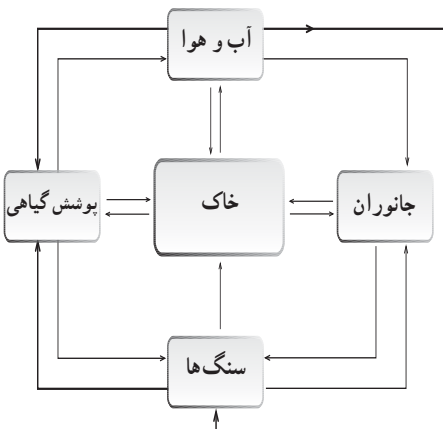 آب و هوا
پوشش گیاهی
خاک
جانوران
سنگ‌ها